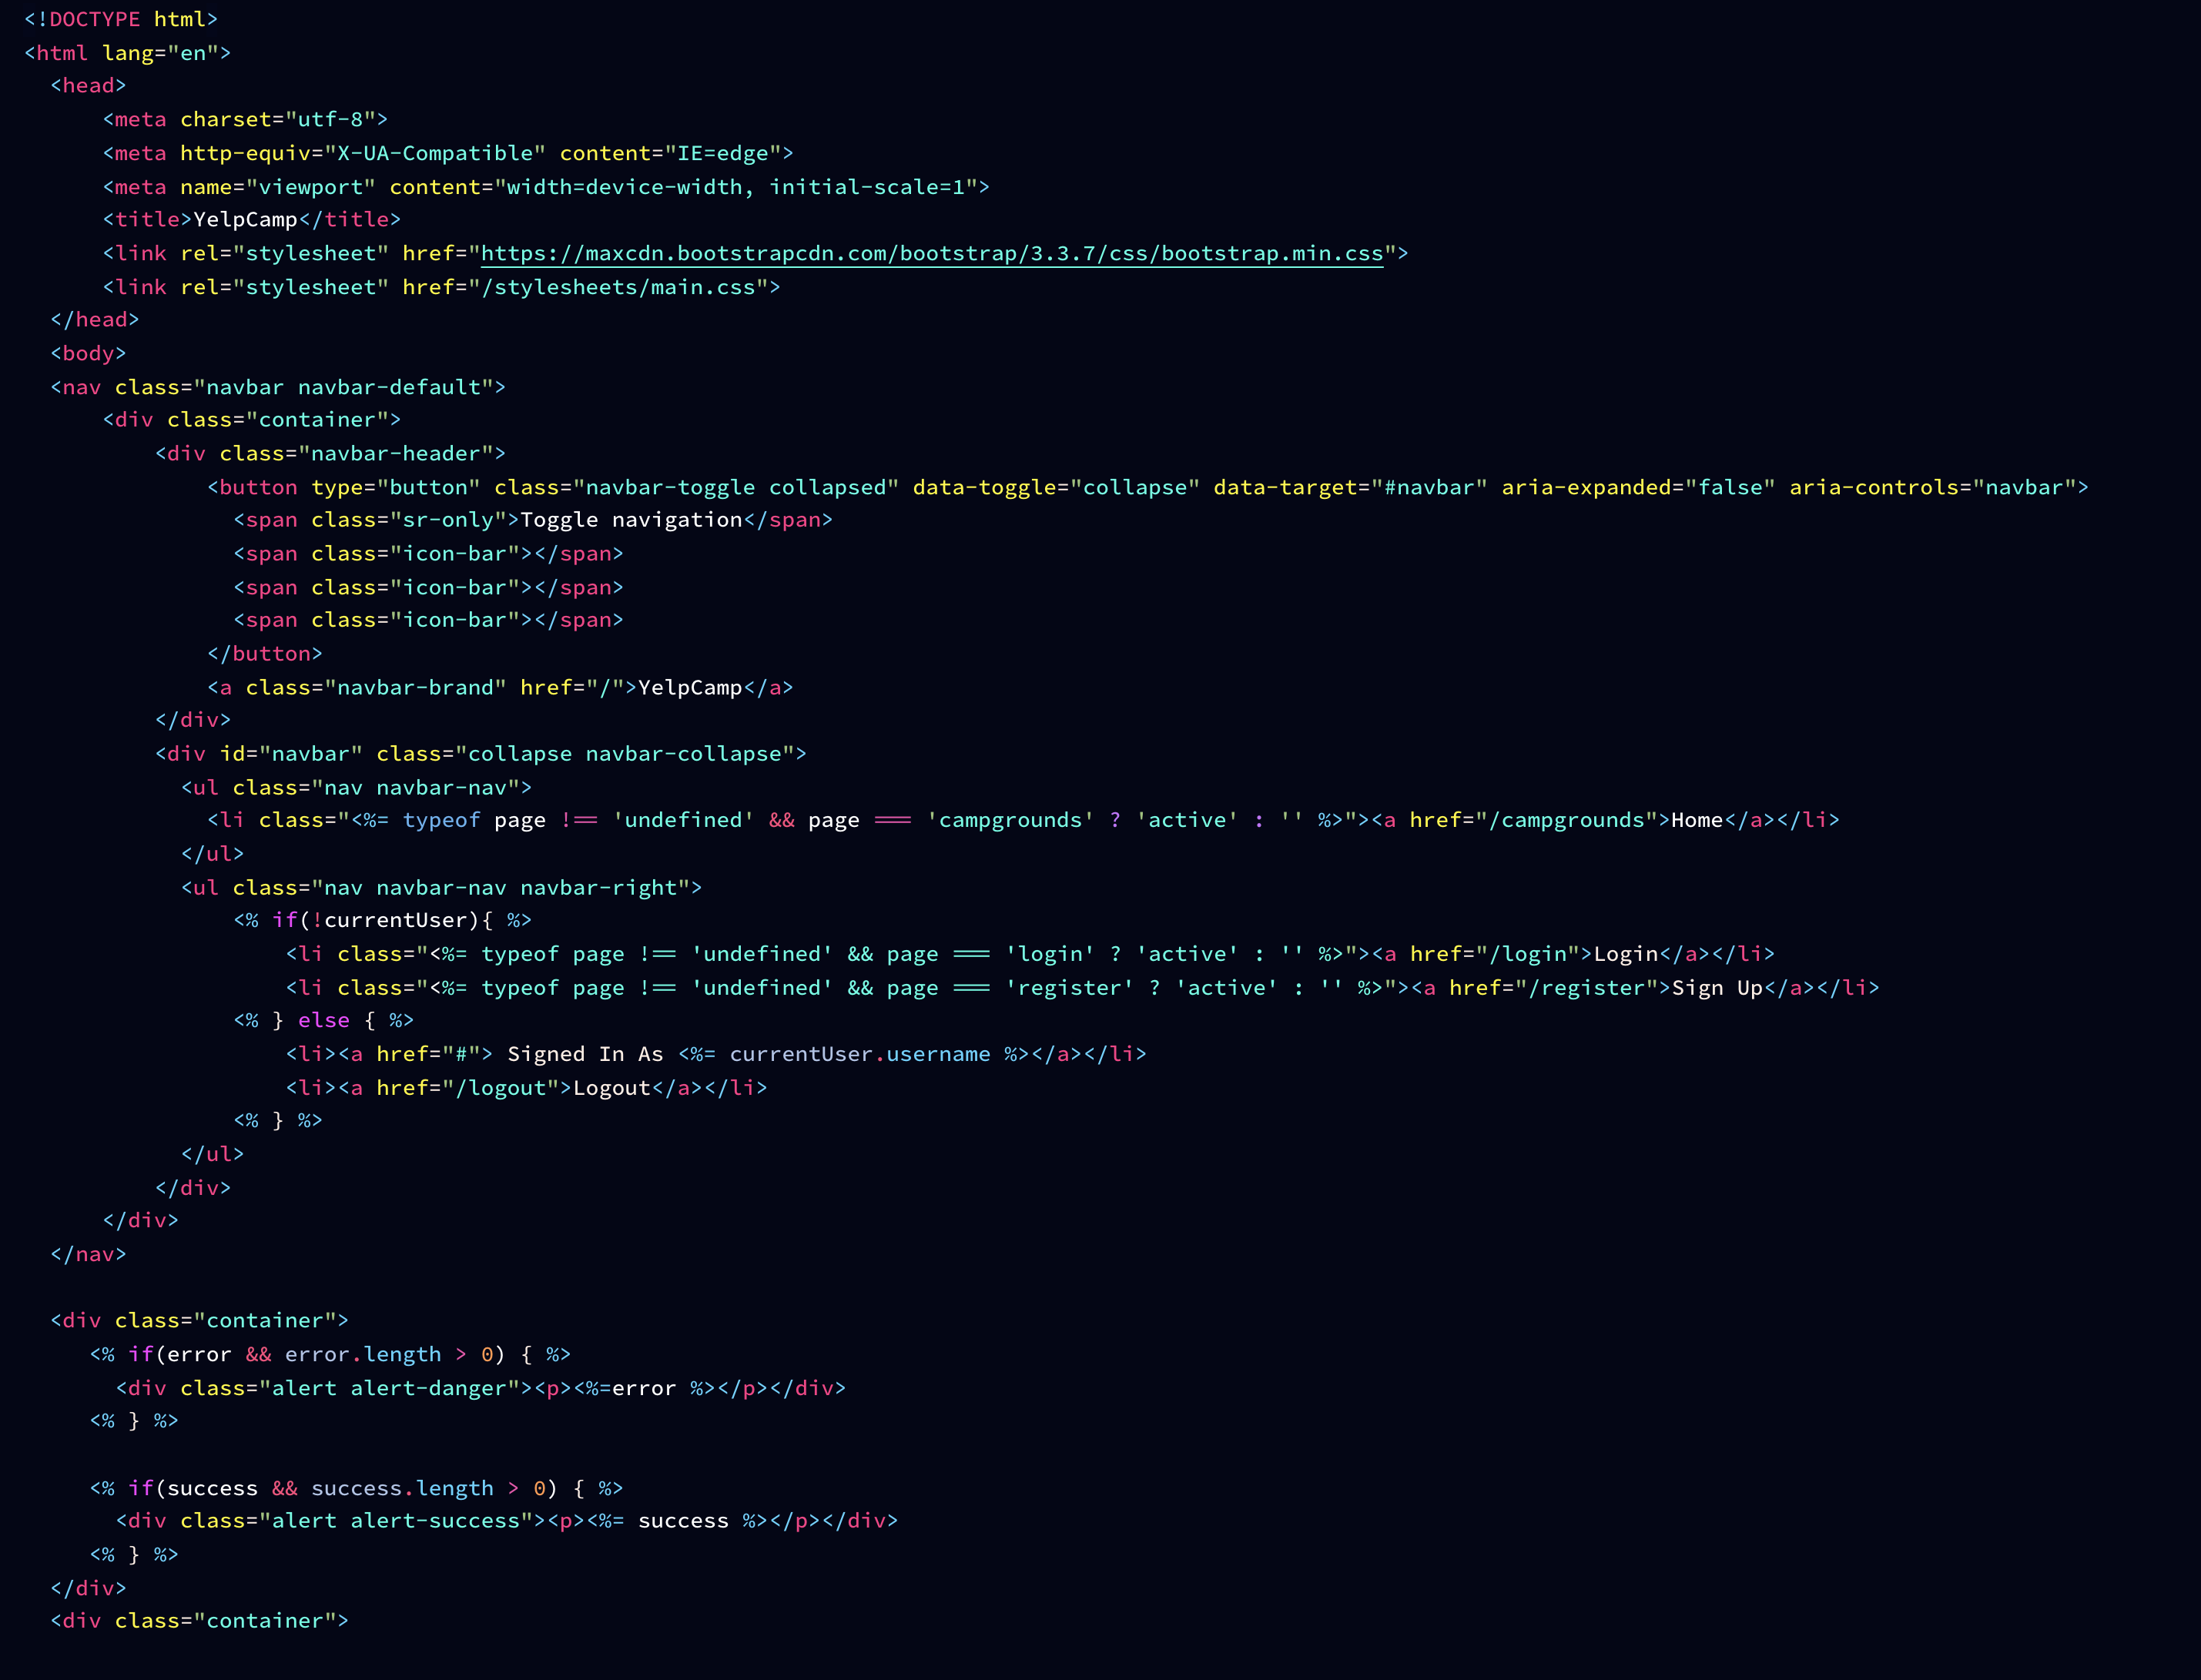 <!DOCTYPE html>
<html lang="en">
  <head>
      <meta charset="utf-8">
      <meta http-equiv="X-UA-Compatible" content="IE=edge">
      <meta name="viewport" content="width=device-width, initial-scale=1">
      <title>YelpCamp</title>
      <link rel="stylesheet" href="https://maxcdn.bootstrapcdn.com/bootstrap/3.3.7/css/bootstrap.min.css">
      <link rel="stylesheet" href="/stylesheets/main.css">
  </head>
  <body>
  <nav class="navbar navbar-default">
      <div class="container">
          <div class="navbar-header">
              <button type="button" class="navbar-toggle collapsed" data-toggle="collapse" data-target="#navbar" aria-expanded="false" aria-controls="navbar">
                <span class="sr-only">Toggle navigation</span>
                <span class="icon-bar"></span>
                <span class="icon-bar"></span>
                <span class="icon-bar"></span>
              </button>
              <a class="navbar-brand" href="/">YelpCamp</a>
          </div>
          <div id="navbar" class="collapse navbar-collapse">
            <ul class="nav navbar-nav">
              <li class="<%= typeof page !== 'undefined' && page === 'campgrounds' ? 'active' : '' %>"><a href="/campgrounds">Home</a></li>
            </ul>
            <ul class="nav navbar-nav navbar-right">
                <% if(!currentUser){ %>
                    <li class="<%= typeof page !== 'undefined' && page === 'login' ? 'active' : '' %>"><a href="/login">Login</a></li>
                    <li class="<%= typeof page !== 'undefined' && page === 'register' ? 'active' : '' %>"><a href="/register">Sign Up</a></li>
                <% } else { %>
                    <li><a href="#"> Signed In As <%= currentUser.username %></a></li>
                    <li><a href="/logout">Logout</a></li>
                <% } %>
            </ul>
          </div>
      </div>
  </nav>
  <div class="container">
     <% if(error && error.length > 0) { %>
       <div class="alert alert-danger"><p><%=error %></p></div>
     <% } %>
     <% if(success && success.length > 0) { %>
       <div class="alert alert-success"><p><%= success %></p></div>
     <% } %>
  </div>
  <div class="container">